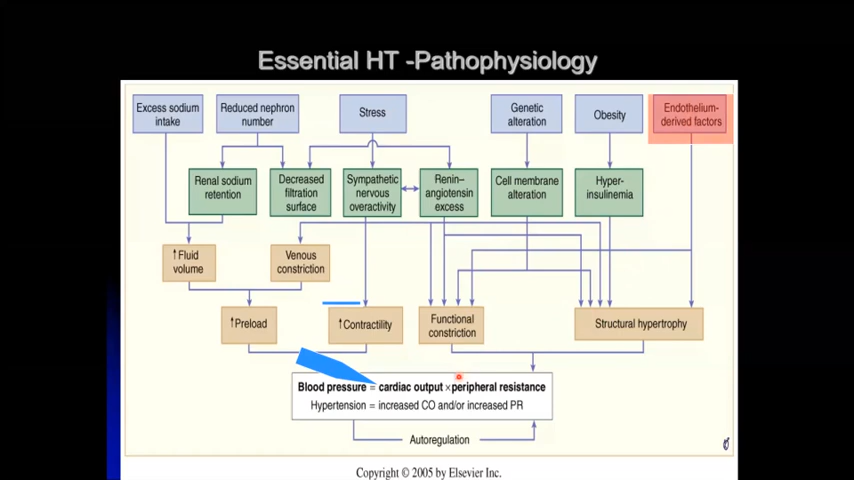 Essential HT -Pathophysiology
Excess sodium
intake
Reduced nephron
number
Stress
Genetic
alteration
Obesity
Endothelium-
derived factors
Renal sodium
retention
Decreased
filtration
surface
Sympathetic
nervous
overactivity
Renin-
angiotensin
excess
Cell membrane
alteration
Hyper-
insulinemia
↑Fluid
volume
Venous
constriction
↑Preload
↑Contractility
Functional
constriction
Structural hypertrophy
Blood pressure = cardiac output × peripheral resistance
Hypertension = increased CO and/or increased PR
Autoregulation
Copyright © 2005 by Elsevier Inc.